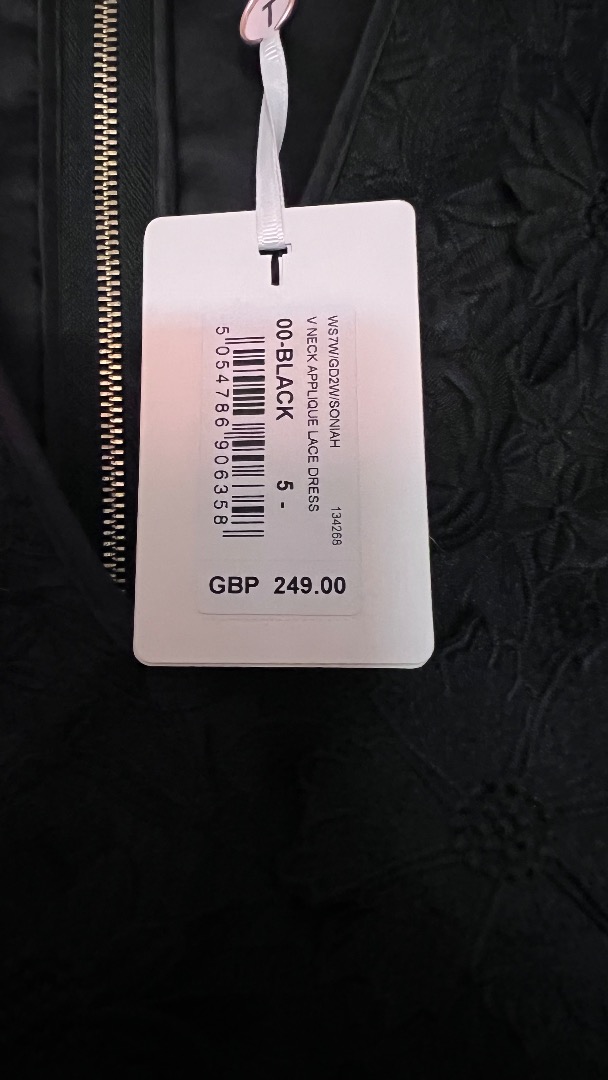 T
WS7W/GD2W/SONIAH 134268
V NECK APPLIQUE LACE DRESS
00-BLACK 5 -
5 054786 906358
GBP 249.00